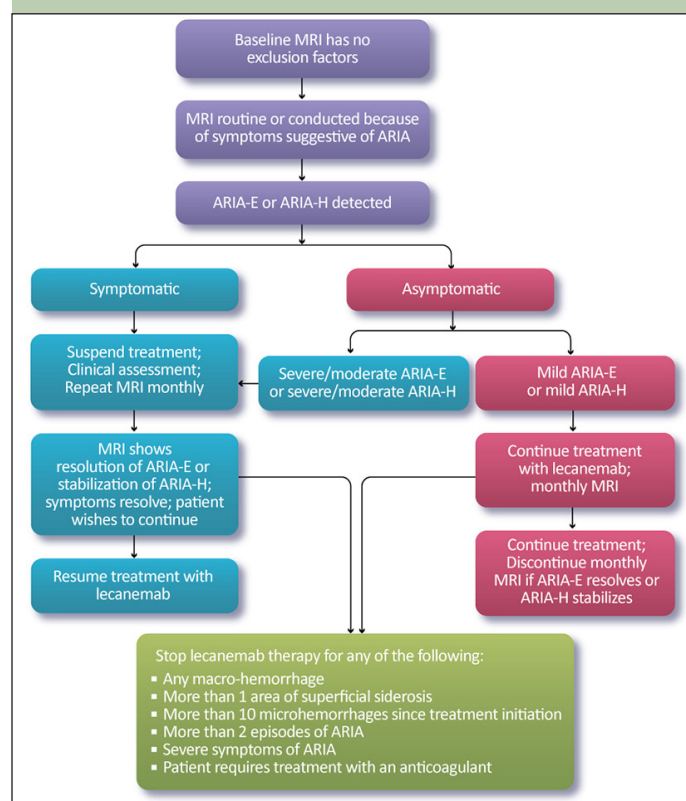 Baseline MRI has no
exclusion factors
MRI routine or conducted because
of symptoms suggestive of ARIA
ARIA-E or ARIA-H detected
Symptomatic
Asymptomatic
Suspend treatment;
Clinical assessment;
Repeat MRI monthly
Severe/moderate ARIA-E
or severe/moderate ARIA-H
Mild ARIA-E
or mild ARIA-H
MRI shows
resolution of ARIA-E or
stabilization of ARIA-H;
symptoms resolve; patient
wishes to continue
Continue treatment
with lecanemab;
monthly MRI
Resume treatment with
lecanemab
Continue treatment;
Discontinue monthly
MRI if ARIA-E resolves or
ARIA-H stabilizes
Stop lecanemab therapy for any of the following:
▪ Any macro-hemorrhage
▪ More than 1 area of superficial siderosis
▪ More than 10 microhemorrhages since treatment initiation
▪ More than 2 episodes of ARIA
▪ Severe symptoms of ARIA
▪ Patient requires treatment with an anticoagulant